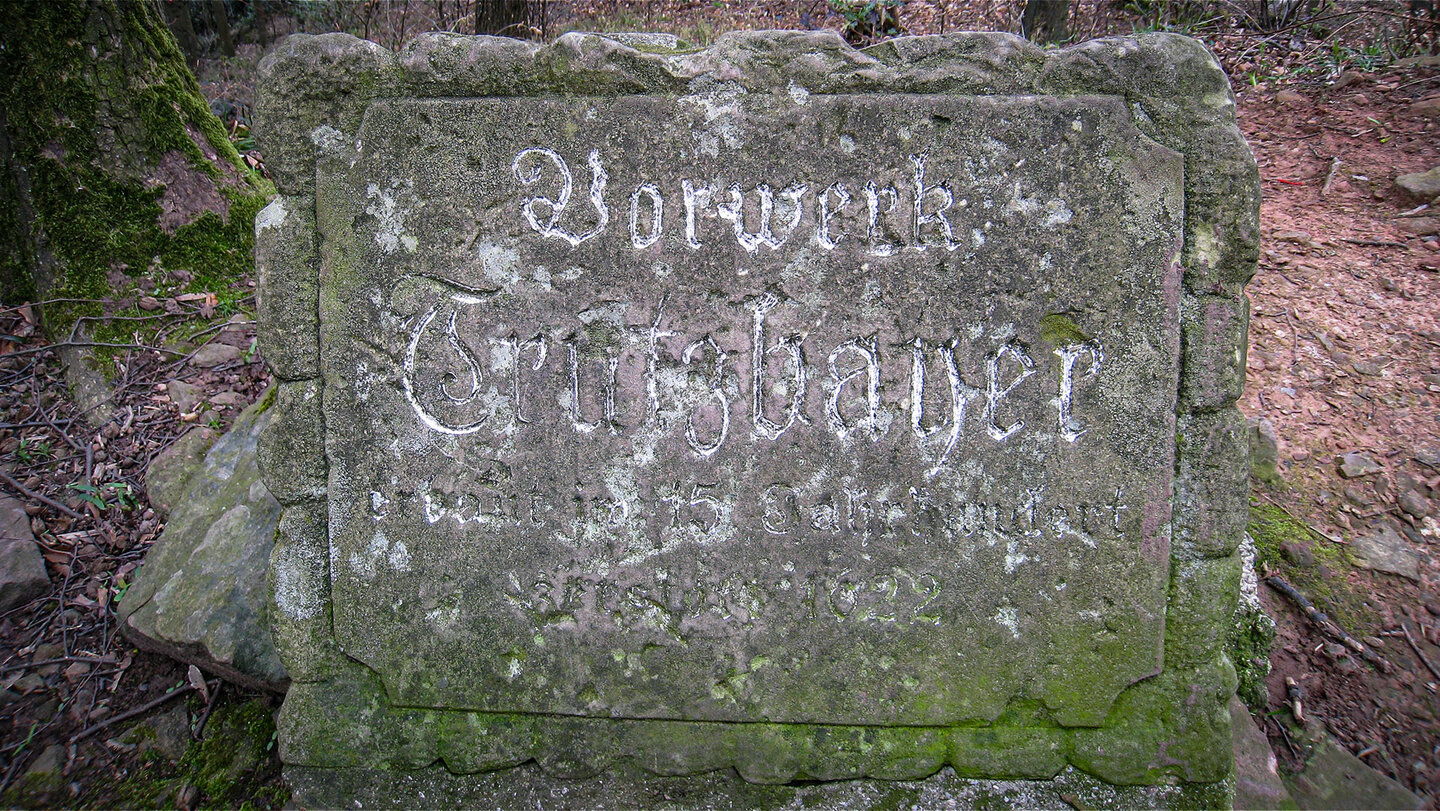 Vorwerk
Trutzbayer
erbaut im 15. Jahrhundert
zerstört 1622